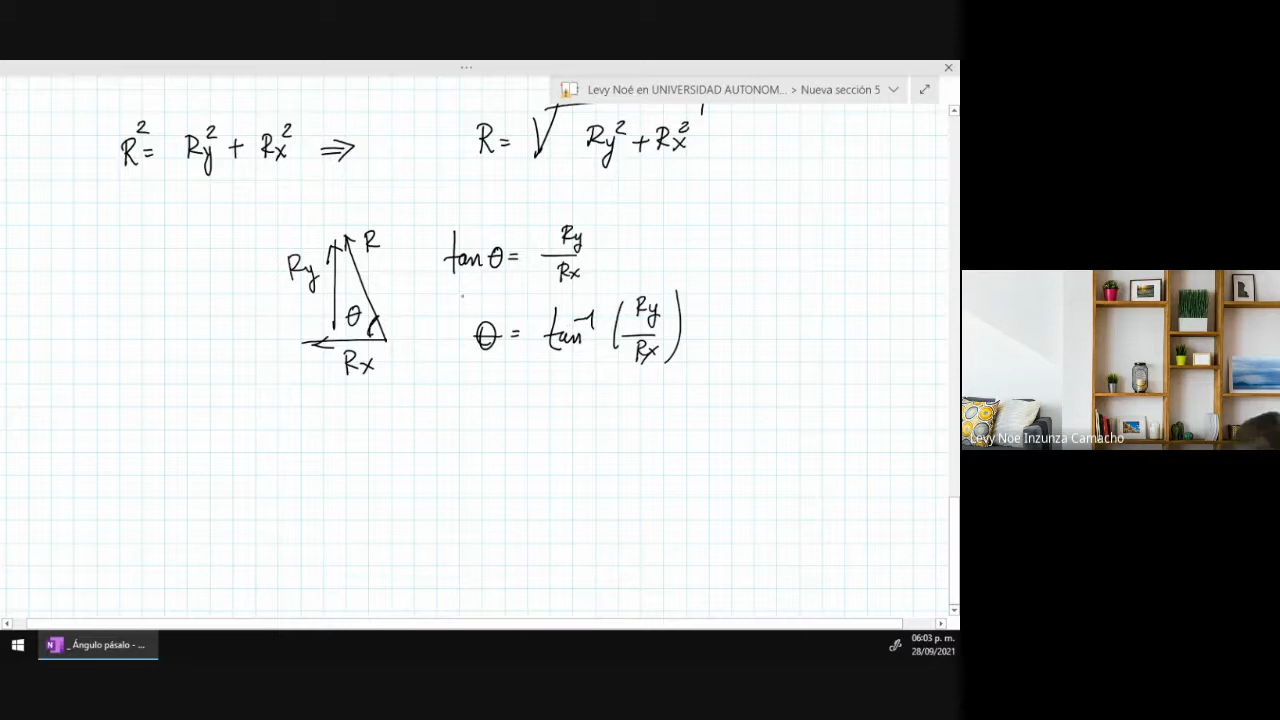 Levy Noé en UNIVERSIDAD AUTONOM... > Nueva sección 5
R² = Ry² + Rx² ⇒ R = √Ry² + Rx²
Ry R
θ
Rx
tan θ = Ry/Rx
θ = tan⁻¹ (Ry/Rx)
Levy Noe Inzunza Camacho
_ Ángulo pásalo - ...
06:03 p. m.
28/09/2021